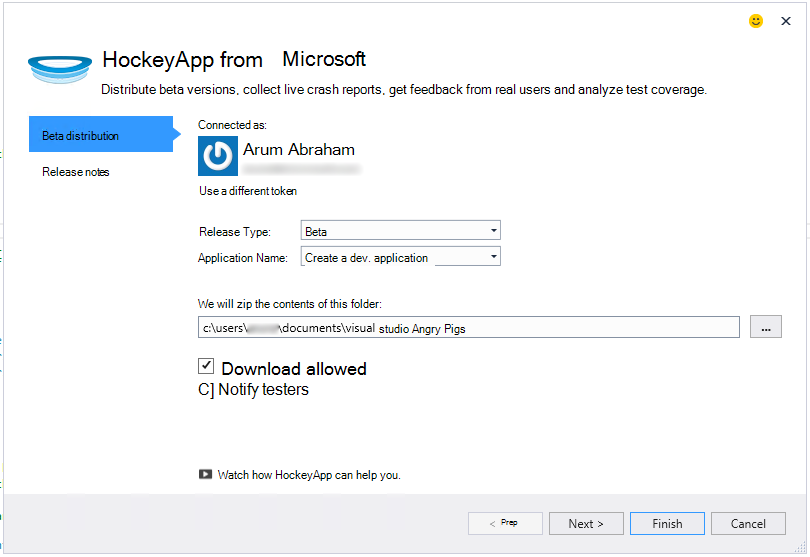 HockeyApp from Microsoft
Distribute beta versions, collect live crash reports, get feedback from real users and analyze test coverage.
Beta distribution
Release notes
Connected as:
Arum Abraham
Use a different token
Release Type: Beta
Application Name: Create a dev. application
We will zip the contents of this folder:
c:\users\ \documents\visual studio Angry Pigs ...
Download allowed
C] Notify testers
Watch how HockeyApp can help you.
< Prep Next > Finish Cancel